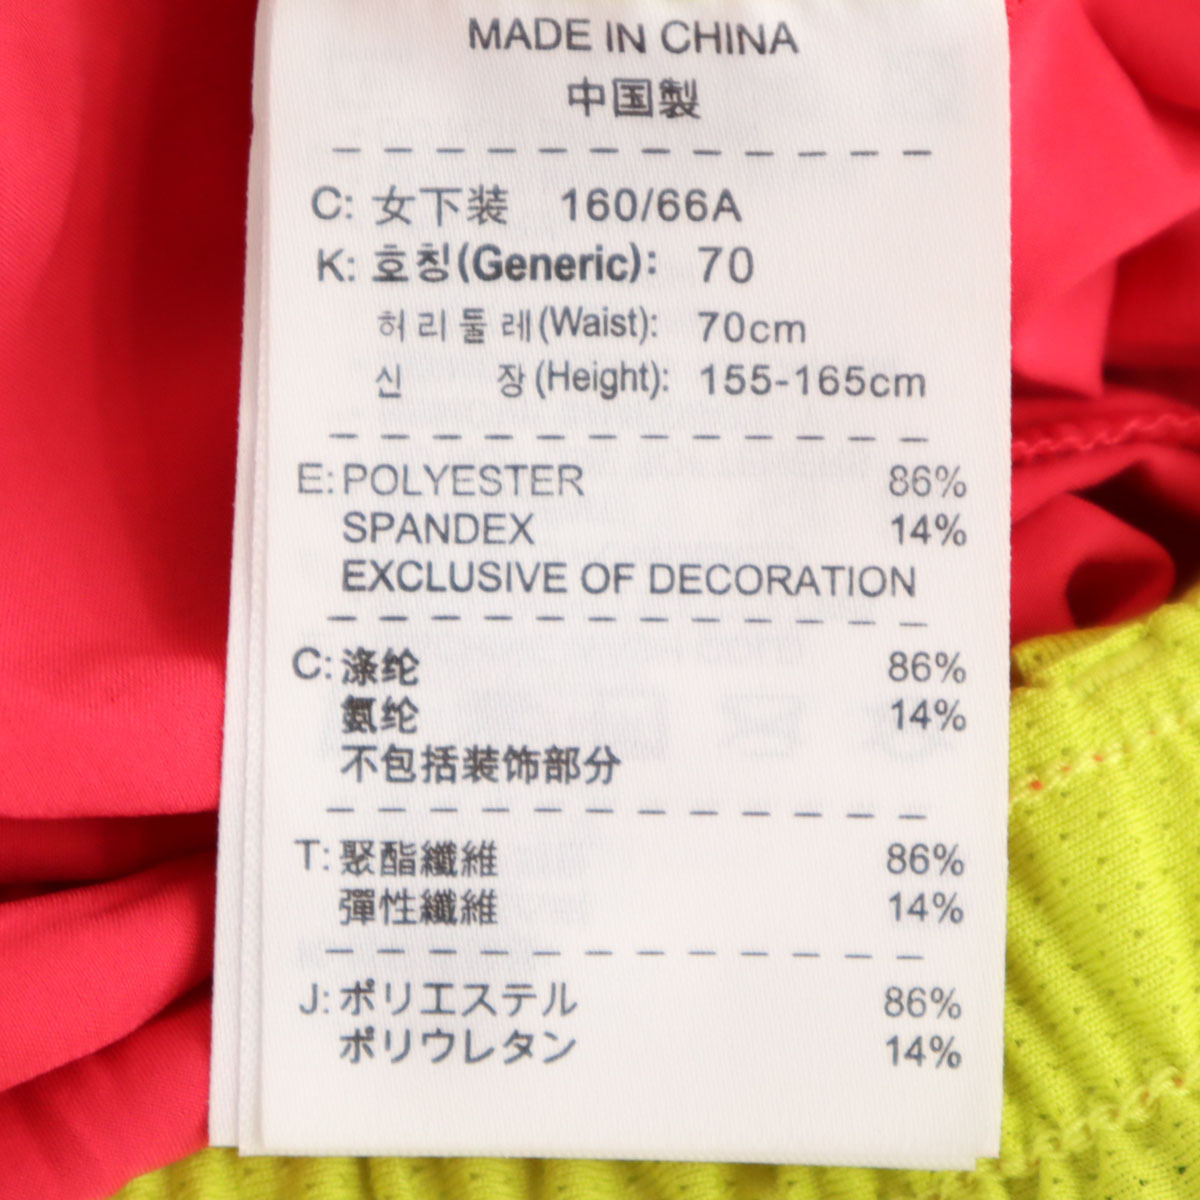 MADE IN CHINA
中国製
C: 女下装 160/66A
K: 호칭(Generic): 70
허리둘레(Waist): 70cm
신 장(Height): 155-165cm
E: POLYESTER 86%
SPANDEX 14%
EXCLUSIVE OF DECORATION
C: 涤纶 86%
氨纶 14%
不包括装饰部分
T: 聚酯纖維 86%
彈性纖維 14%
J: ポリエステル 86%
ポリウレタン 14%